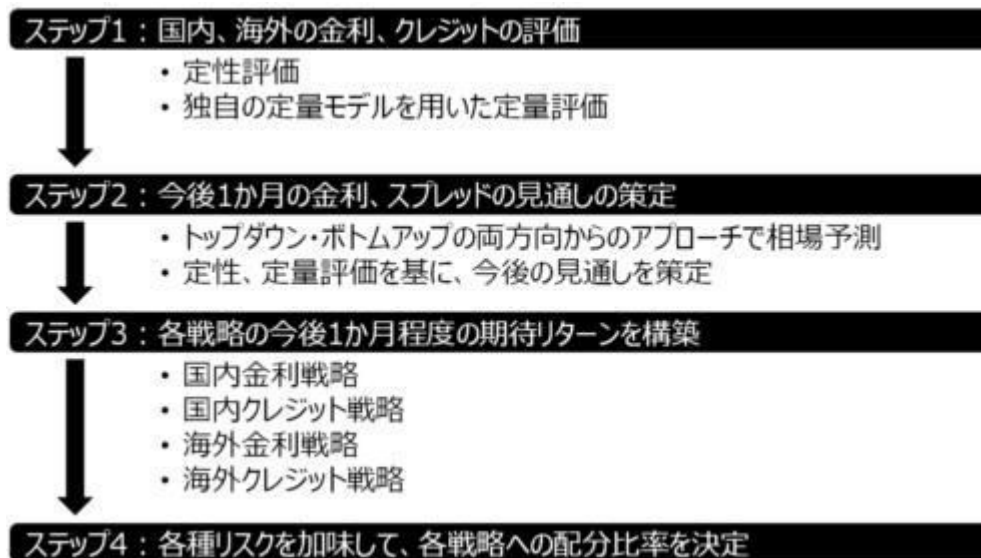 ステップ1：国内、海外の金利、クレジットの評価
・定性評価
・独自の定量モデルを用いた定量評価
ステップ2：今後1か月の金利、スプレッドの見通しの策定
・トップダウン・ボトムアップの両方向からのアプローチで相場予測
・定性、定量評価を基に、今後の見通しを策定
ステップ3：各戦略の今後1か月程度の期待リターンを構築
・国内金利戦略
・国内クレジット戦略
・海外金利戦略
・海外クレジット戦略
ステップ4：各種リスクを加味して、各戦略への配分比率を決定